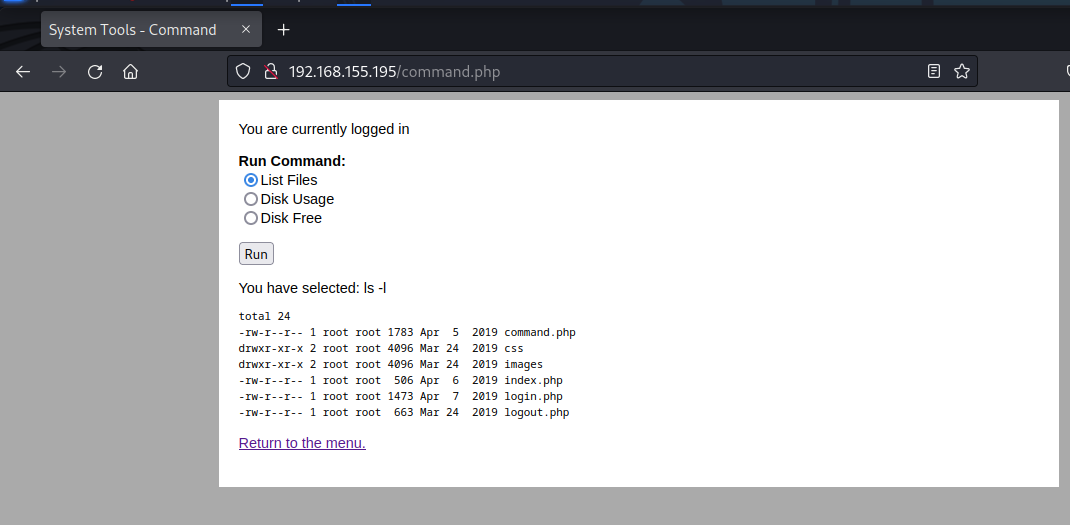 System Tools - Command
192.168.155.195/command.php
You are currently logged in
Run Command:
List Files
Disk Usage
Disk Free
Run
You have selected: ls -l
total 24
-rw-r--r-- 1 root root 1783 Apr  5  2019 command.php
drwxr-xr-x 2 root root 4096 Mar 24  2019 css
drwxr-xr-x 2 root root 4096 Mar 24  2019 images
-rw-r--r-- 1 root root  506 Apr  6  2019 index.php
-rw-r--r-- 1 root root 1473 Apr  7  2019 login.php
-rw-r--r-- 1 root root  663 Mar 24  2019 logout.php
Return to the menu.